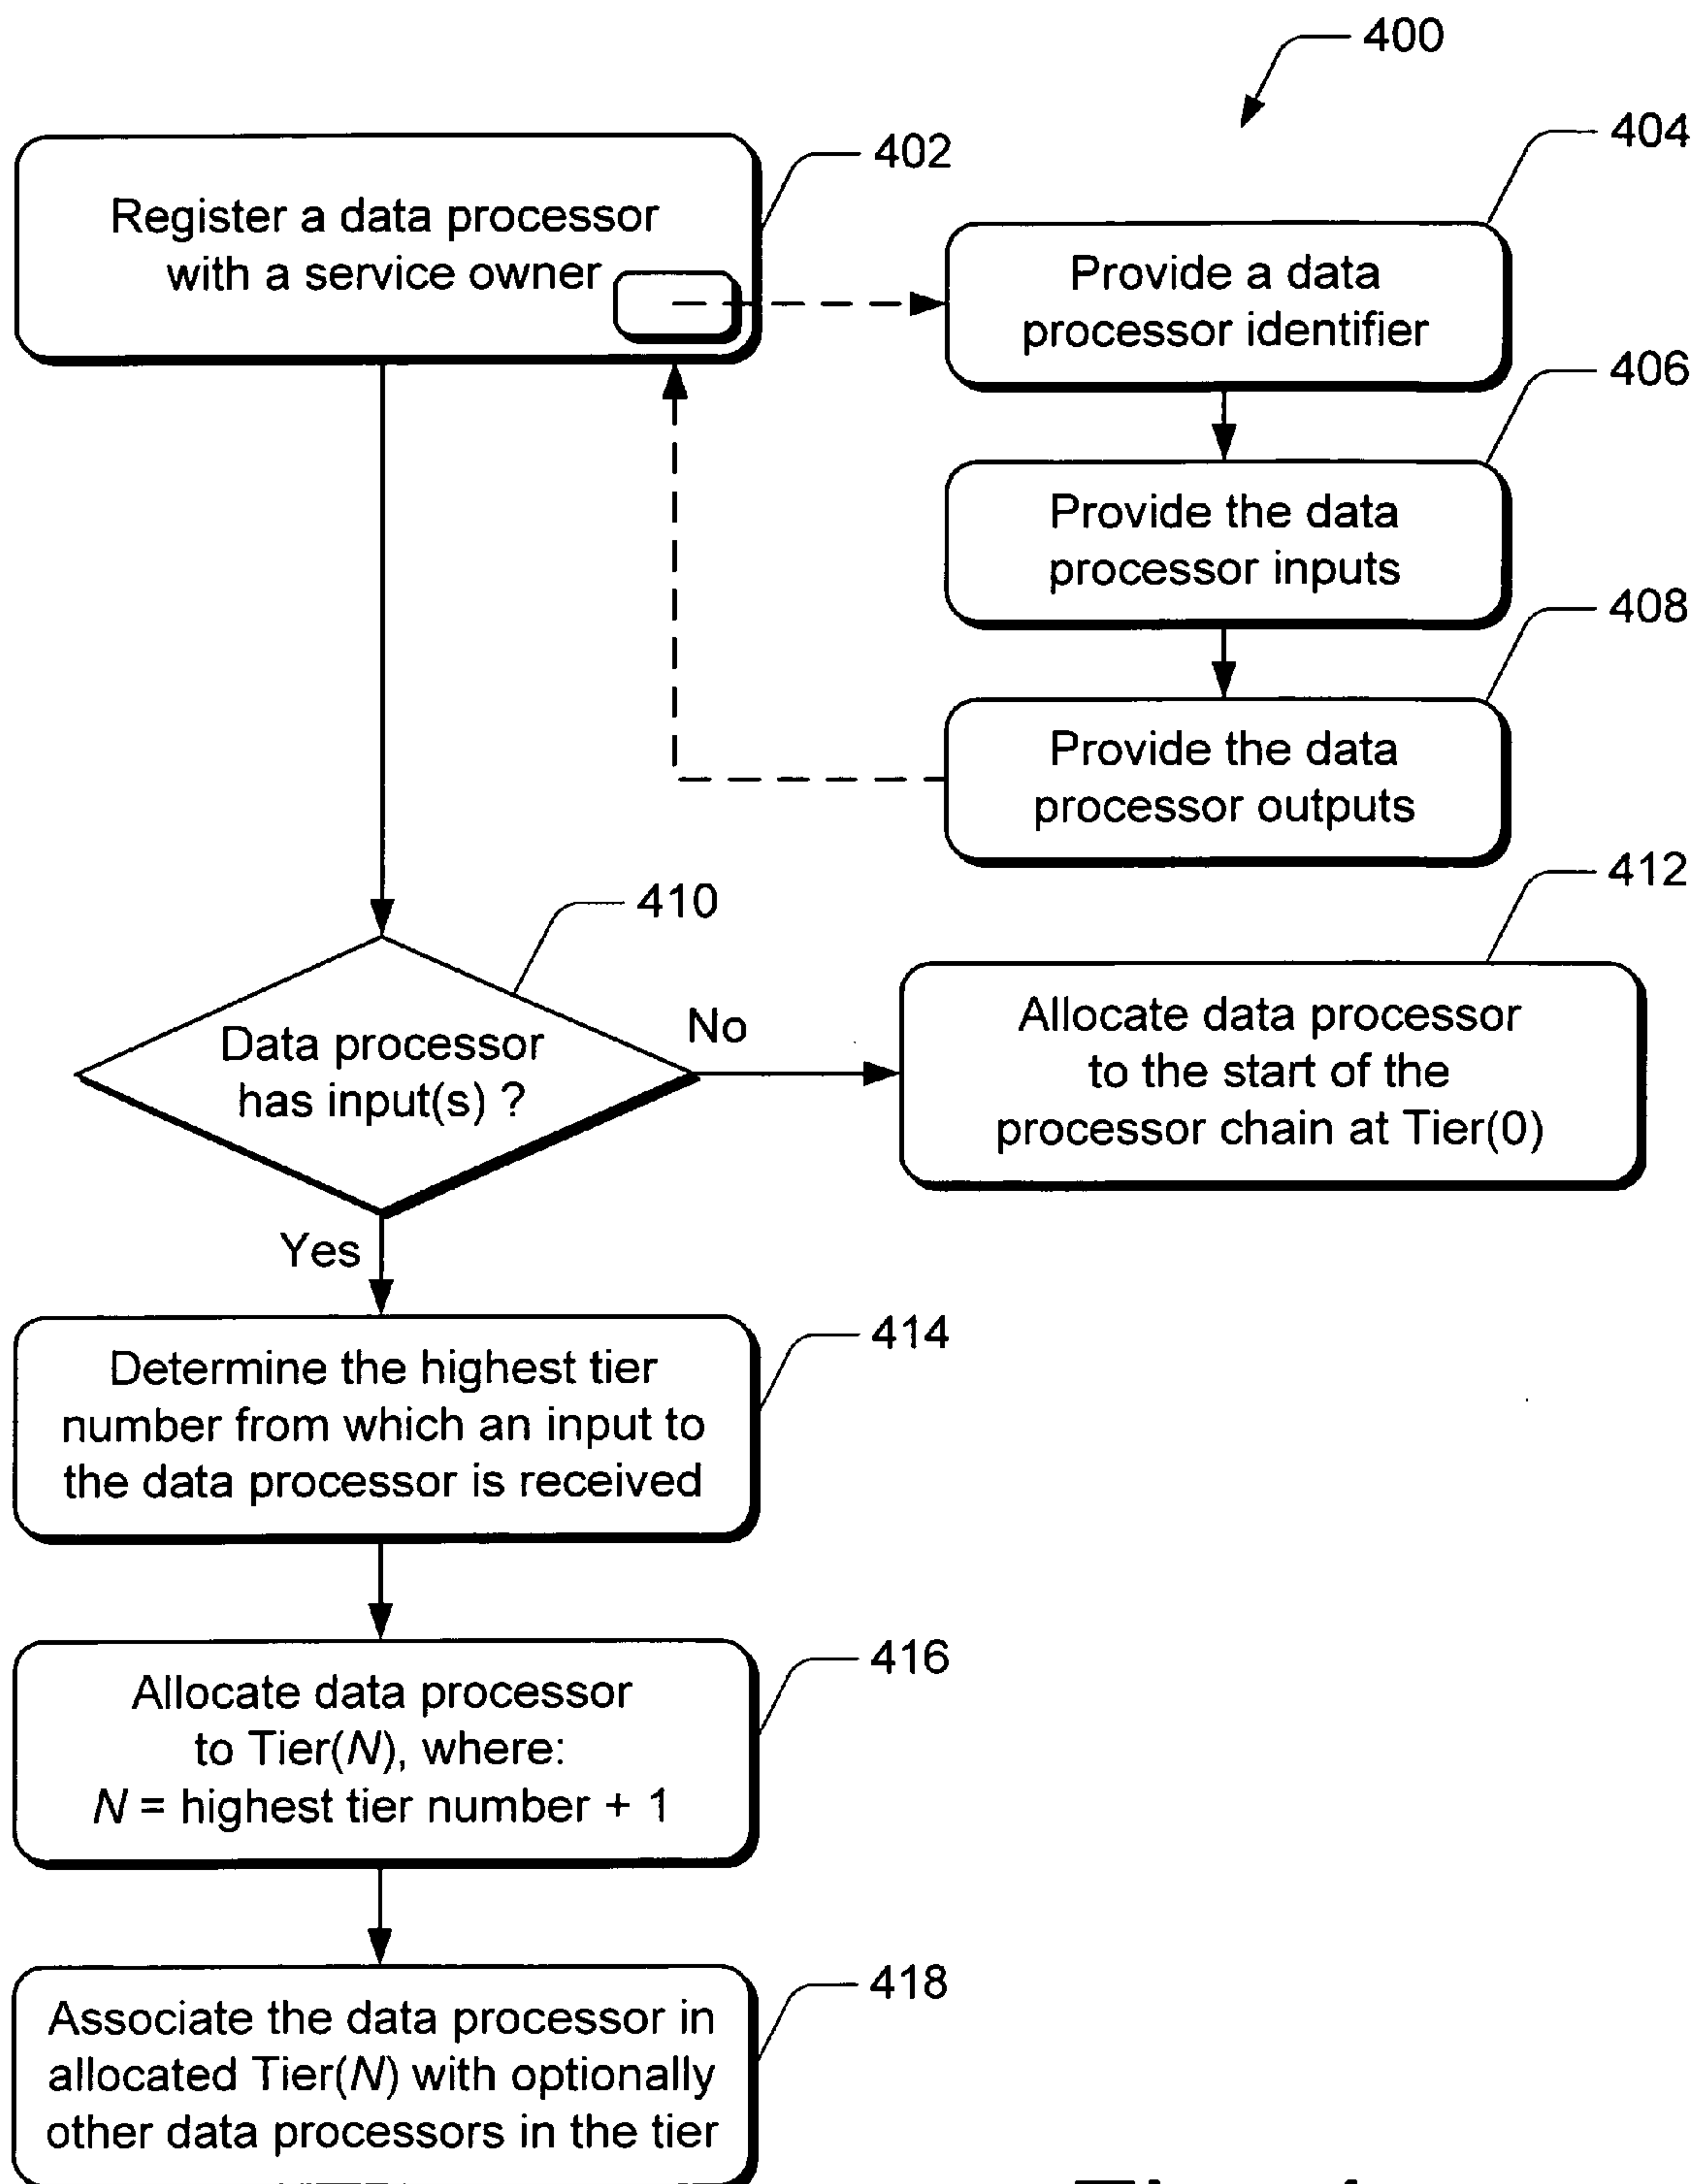 400
402
Register a data processor
with a service owner
404
Provide a data
processor identifier
406
Provide the data
processor inputs
408
Provide the data
processor outputs
410
Data processor
has input(s) ?
No
412
Allocate data processor
to the start of the
processor chain at Tier(0)
Yes
414
Determine the highest tier
number from which an input to
the data processor is received
416
Allocate data processor
to Tier(N), where:
N = highest tier number + 1
418
Associate the data processor in
allocated Tier(N) with optionally
other data processors in the tier